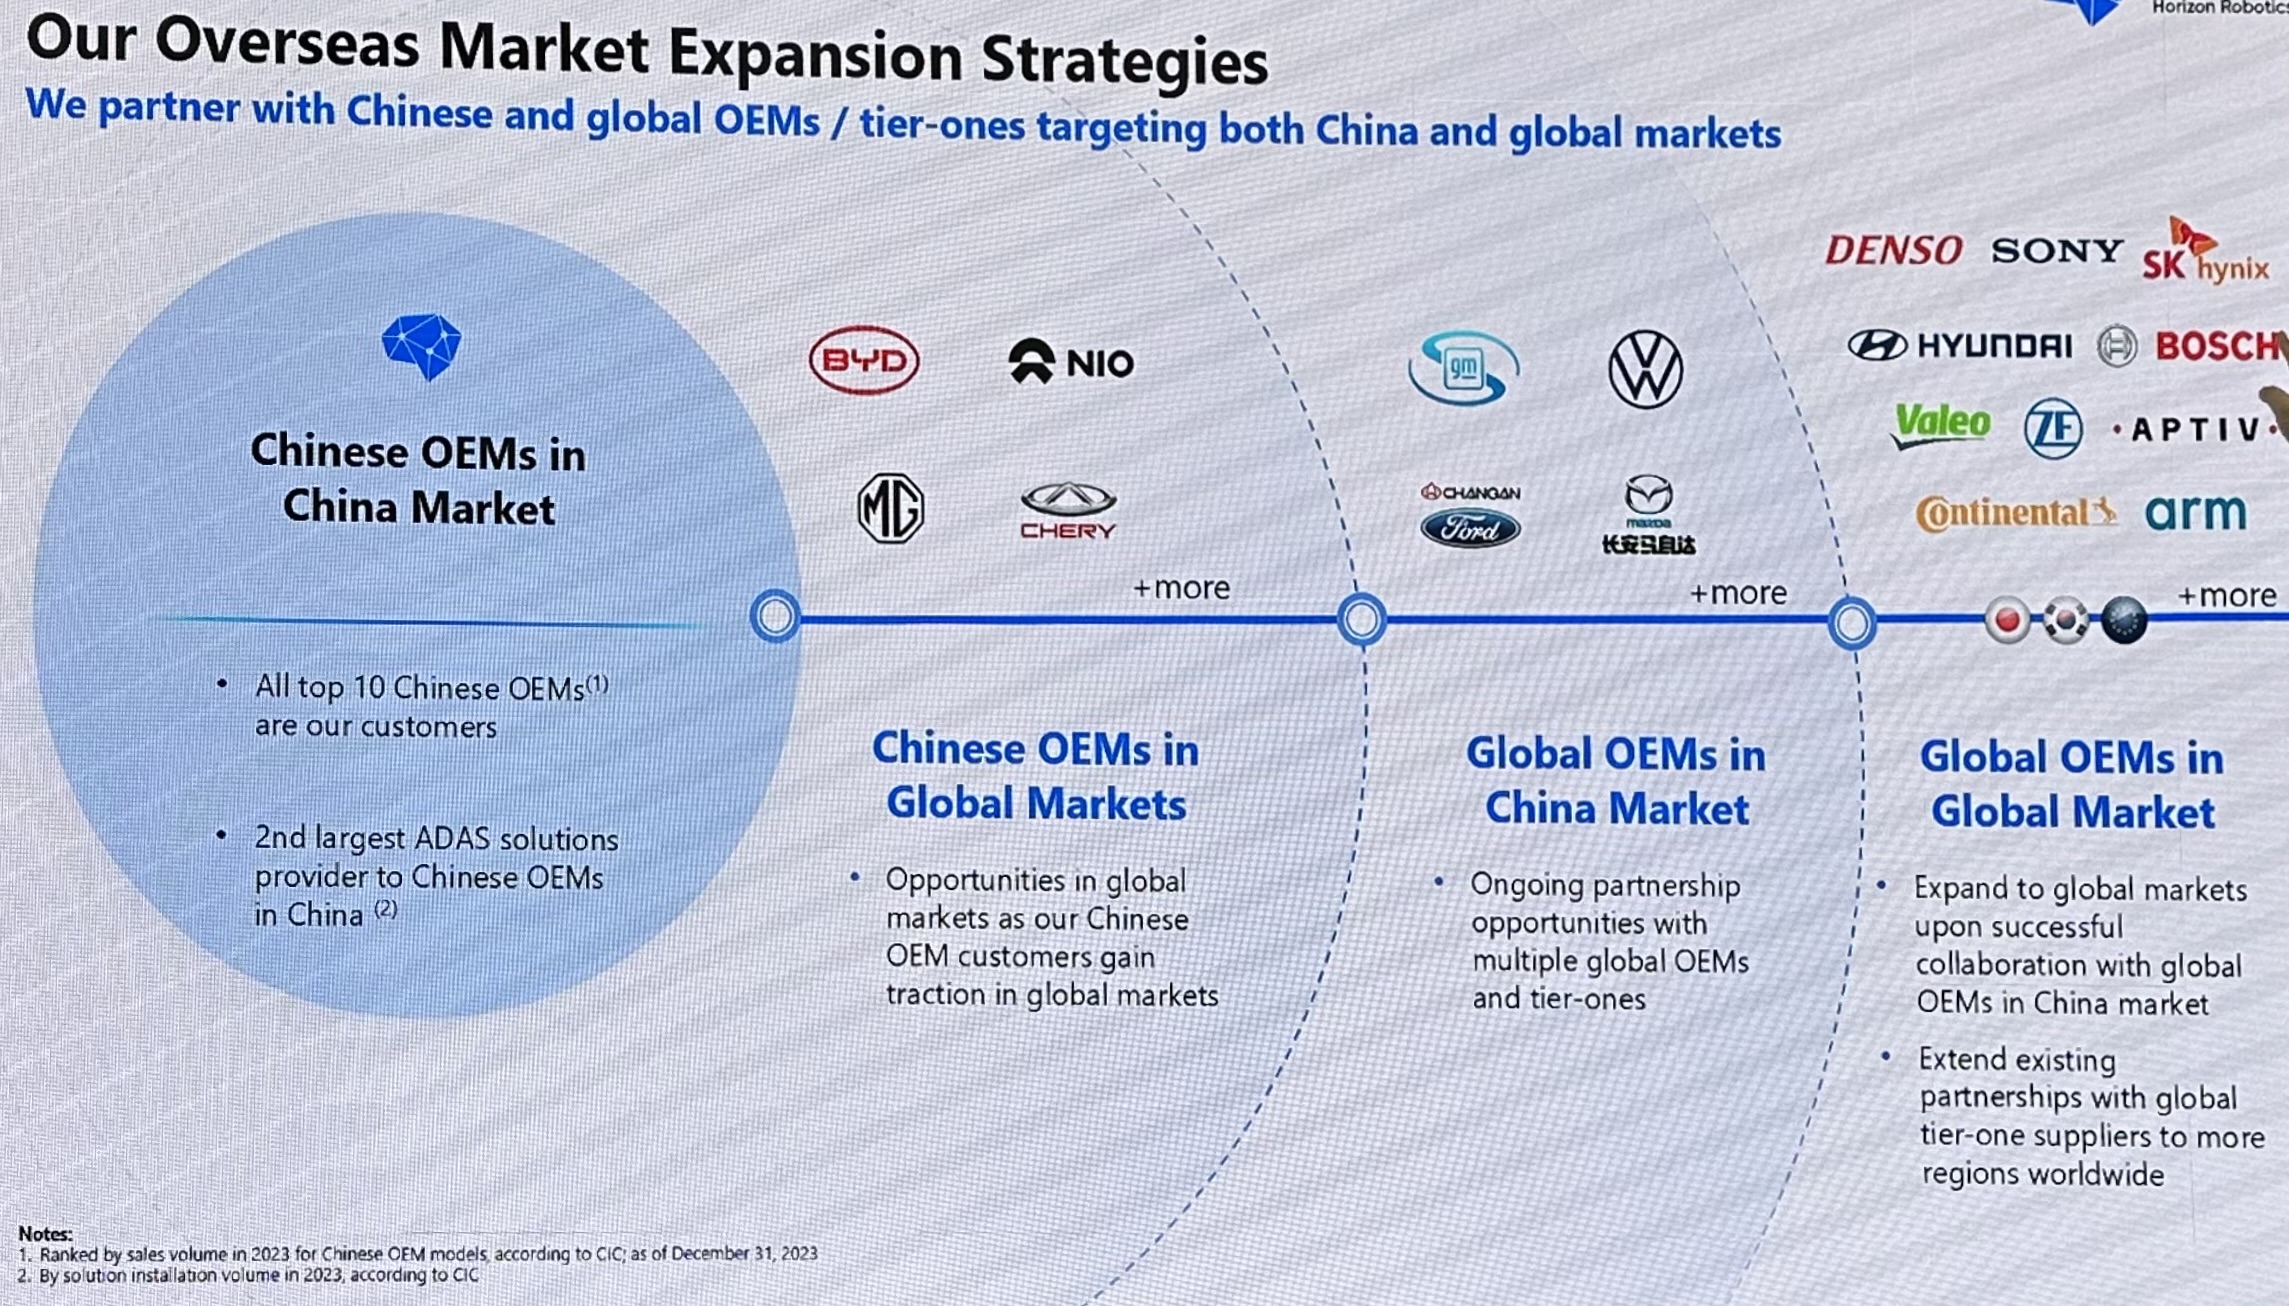 Horizon Robotics
Our Overseas Market Expansion Strategies
We partner with Chinese and global OEMs / tier-ones targeting both China and global markets
Chinese OEMs in
China Market
• All top 10 Chinese OEMs(1)
are our customers
• 2nd largest ADAS solutions
provider to Chinese OEMs
in China (2)
BYD
NIO
MG
CHERY
+more
Chinese OEMs in
Global Markets
• Opportunities in global
markets as our Chinese
OEM customers gain
traction in global markets
gm
VW
CHANGAN
Ford
mazda
长安马自达
+more
Global OEMs in
China Market
• Ongoing partnership
opportunities with
multiple global OEMs
and tier-ones
DENSO SONY SK hynix
HYUNDAI BOSCH
Valeo ZF • APTIV •
Continental arm
+more
Global OEMs in
Global Market
• Expand to global markets
upon successful
collaboration with global
OEMs in China market
• Extend existing
partnerships with global
tier-one suppliers to more
regions worldwide
Notes:
1. Ranked by sales volume in 2023 for Chinese OEM models, according to CIC; as of December 31, 2023
2. By solution installation volume in 2023, according to CIC